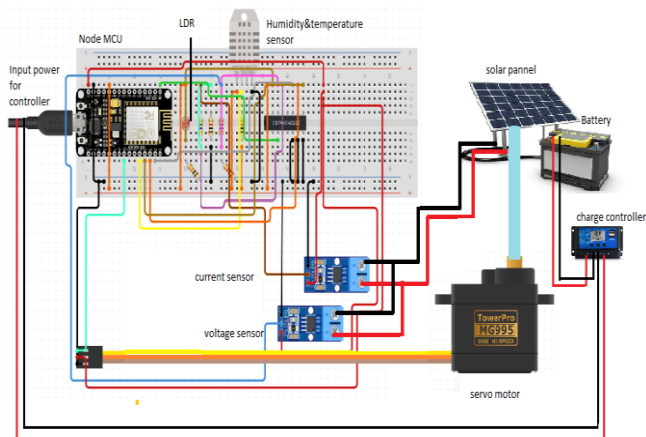 LDR
Humidity&temperature
sensor
Node MCU
Input power
for
controller
solar pannel
Battery
charge controller
current sensor
voltage sensor
TowerPro
MG995
servo motor